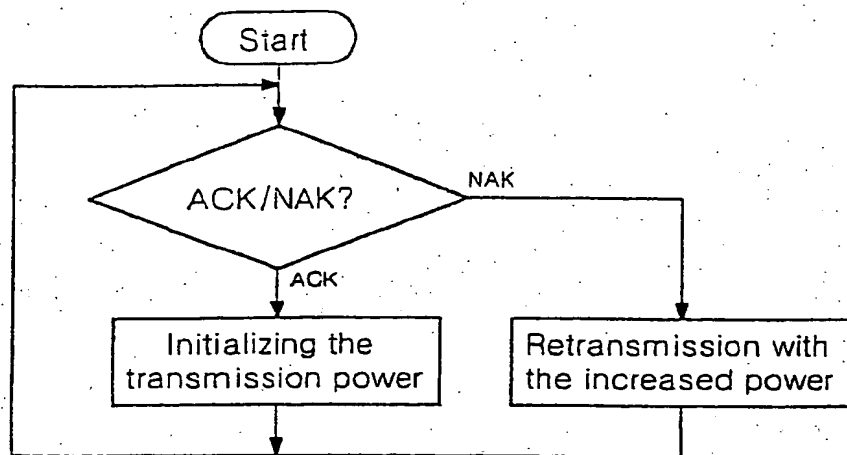 Start
ACK/NAK?
NAK
ACK
Initializing the
transmission power
Retransmission with
the increased power